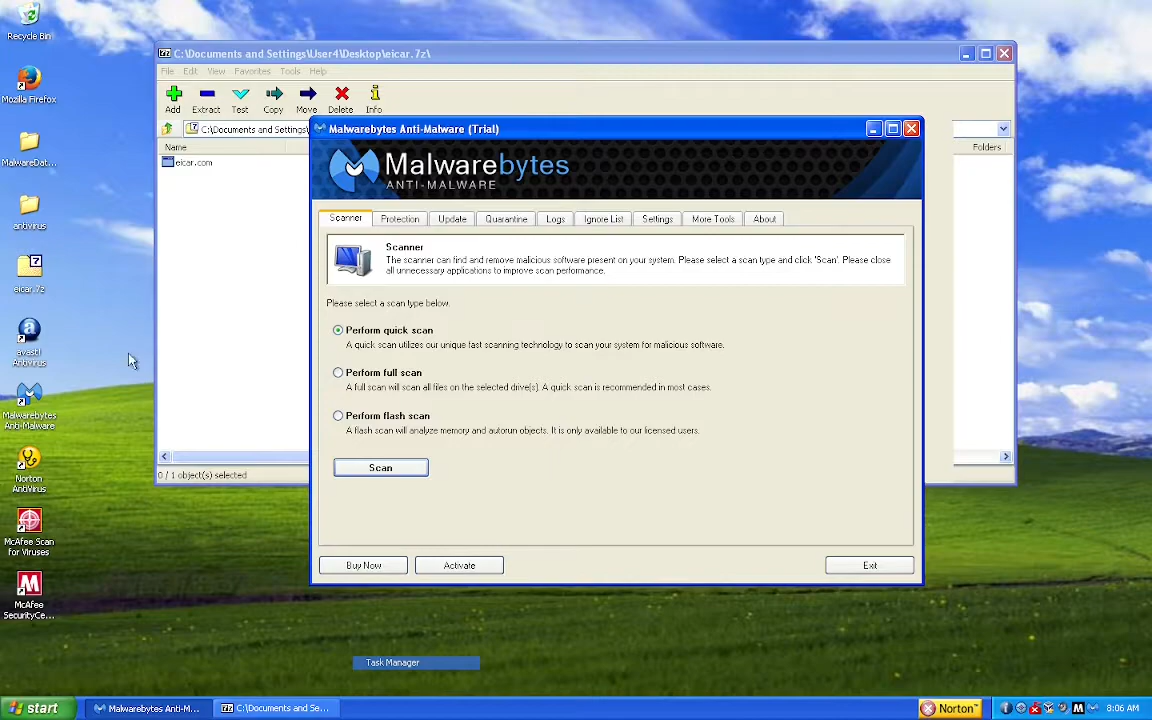 Recycle Bin
Mozilla Firefox
MalwareDat...
antivirus
eicar.7z
avast!
Antivirus
Malwarebytes
Anti-Malware
Norton
AntiVirus
McAfee Scan
for Viruses
McAfee
SecurityCe...
C:\Documents and Settings\User4\Desktop\eicar.7z\
File Edit View Favorites Tools Help
Add Extract Test Copy Move Delete Info
C:\Documents and Settings\
Name
Folders
eicar.com
0 / 1 object(s) selected
Malwarebytes Anti-Malware (Trial)
Malwarebytes
ANTI-MALWARE
Scanner Protection Update Quarantine Logs Ignore List Settings More Tools About
Scanner
The scanner can find and remove malicious software present on your system. Please select a scan type and click 'Scan'. Please close
all unnecessary applications to improve scan performance.
Please select a scan type below.
Perform quick scan
A quick scan utilizes our unique fast scanning technology to scan your system for malicious software.
Perform full scan
A full scan will scan all files on the selected drive(s). A quick scan is recommended in most cases.
Perform flash scan
A flash scan will analyze memory and autorun objects. It is only available to our licensed users.
Scan
Buy Now Activate Exit
Task Manager
start Malwarebytes Anti-M... C:\Documents and Se... Norton™ 8:06 AM